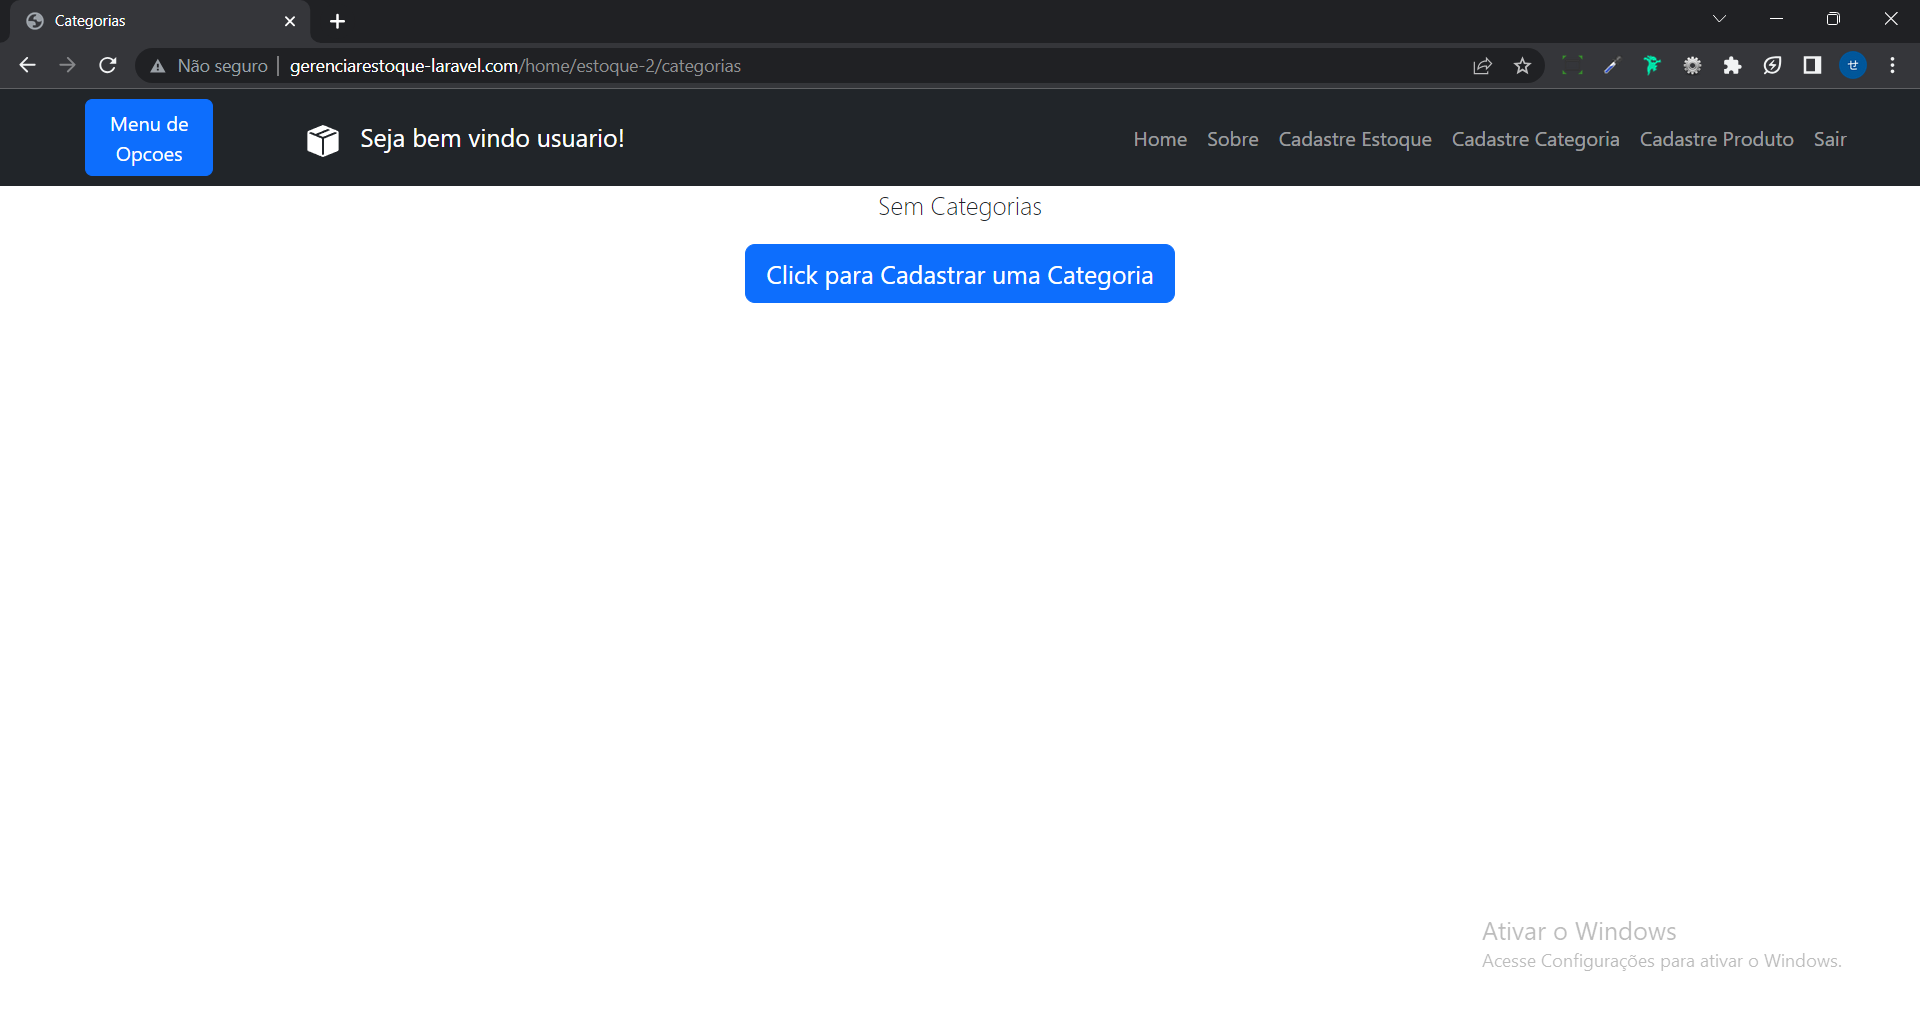 Categorias
Não seguro
gerenciarestoque-laravel.com/home/estoque-2/categorias
せ
Menu de
Opcoes
Seja bem vindo usuario!
Home Sobre Cadastre Estoque Cadastre Categoria Cadastre Produto Sair
Sem Categorias
Click para Cadastrar uma Categoria
Ativar o Windows
Acesse Configurações para ativar o Windows.